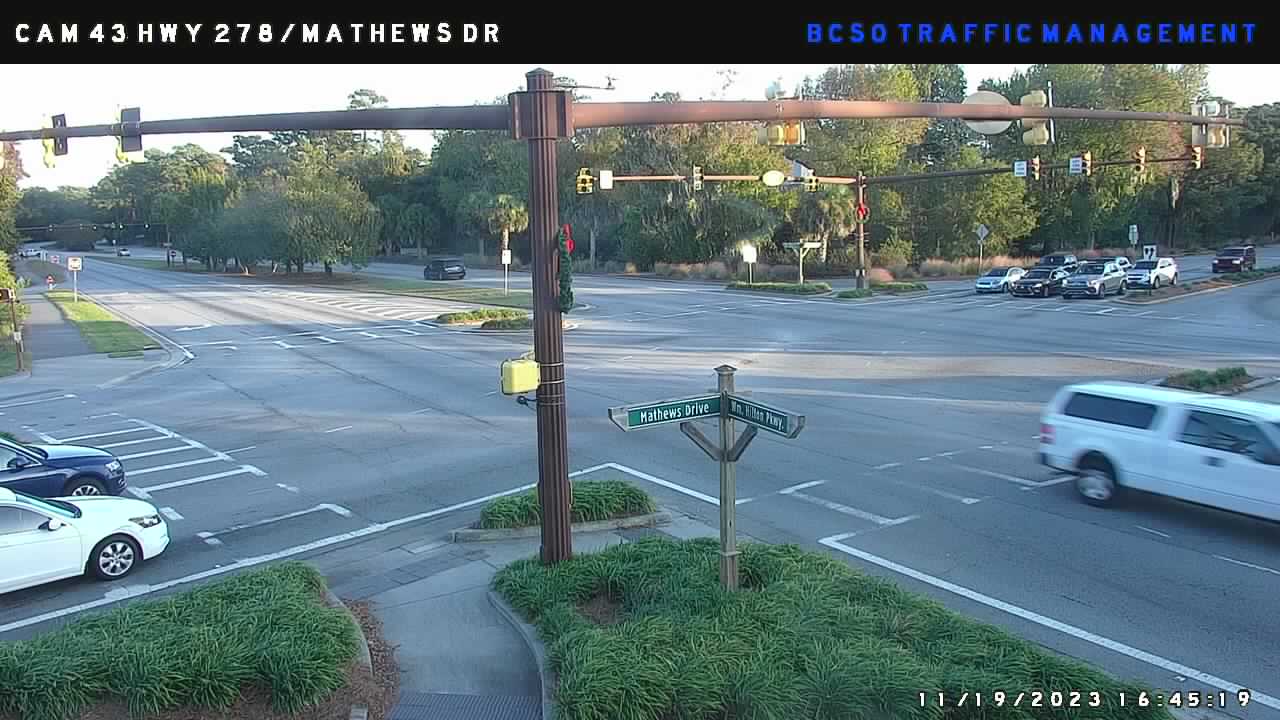 CAM 43 HWY 278/MATHEWS DR
BCSO TRAFFIC MANAGEMENT
Mathews Drive
Wm. Hilton Pkwy.
11/19/2023 16:45:19